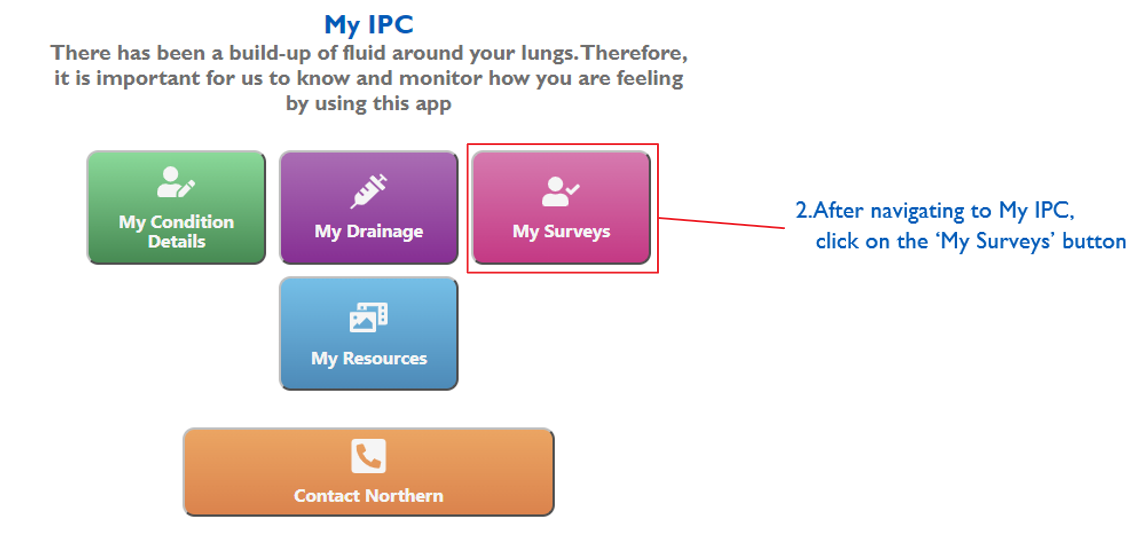 My IPC
There has been a build-up of fluid around your lungs. Therefore,
it is important for us to know and monitor how you are feeling
by using this app
My Condition
Details
My Drainage
My Surveys
2.After navigating to My IPC,
click on the ‘My Surveys’ button
My Resources
Contact Northern